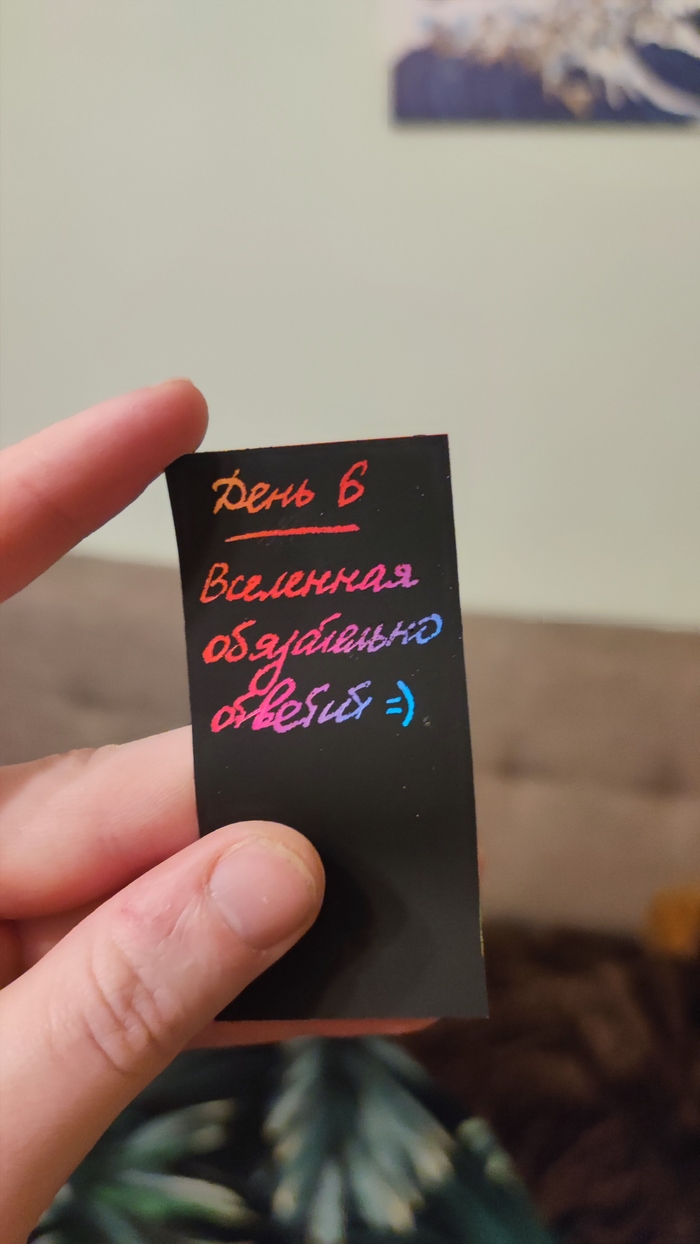 День 6
Вселенная
обязательно
ответит =)